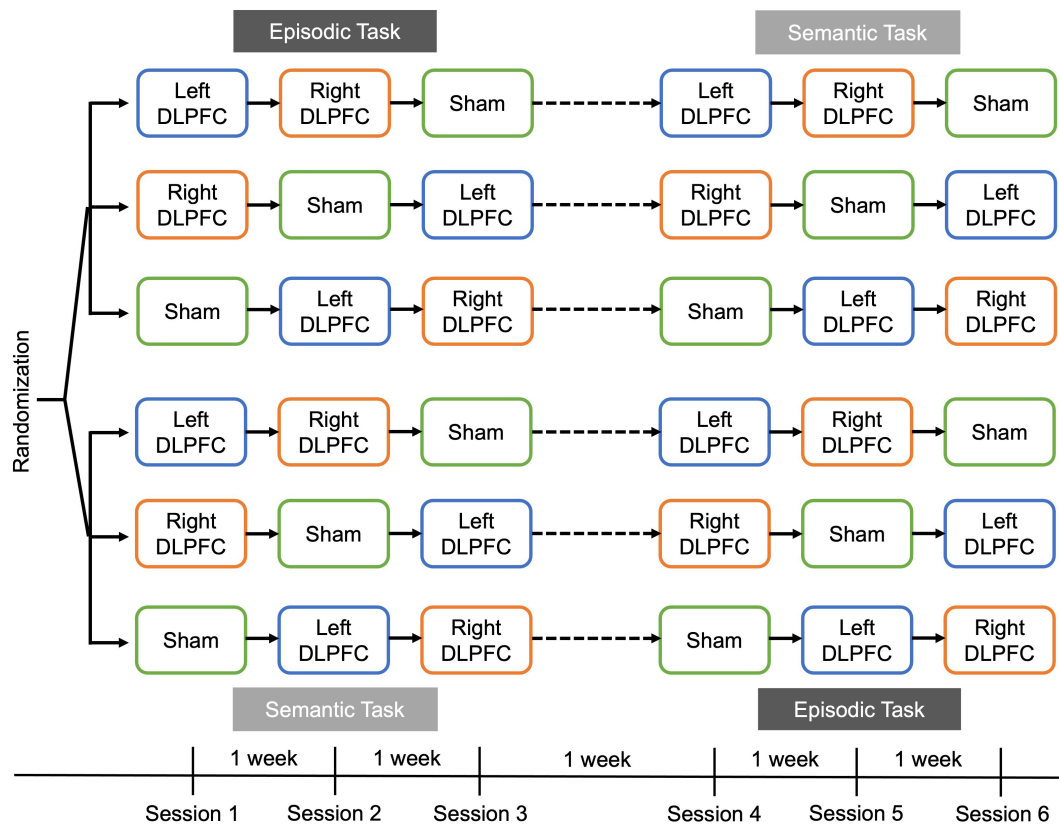 Episodic Task
Semantic Task
Left
DLPFC
Right
DLPFC
Sham
Left
DLPFC
Right
DLPFC
Sham
Right
DLPFC
Sham
Left
DLPFC
Right
DLPFC
Sham
Left
DLPFC
Sham
Left
DLPFC
Right
DLPFC
Sham
Left
DLPFC
Right
DLPFC
Randomization
Left
DLPFC
Right
DLPFC
Sham
Left
DLPFC
Right
DLPFC
Sham
Right
DLPFC
Sham
Left
DLPFC
Right
DLPFC
Sham
Left
DLPFC
Sham
Left
DLPFC
Right
DLPFC
Sham
Left
DLPFC
Right
DLPFC
Semantic Task
Episodic Task
1 week
1 week
1 week
1 week
1 week
Session 1
Session 2
Session 3
Session 4
Session 5
Session 6